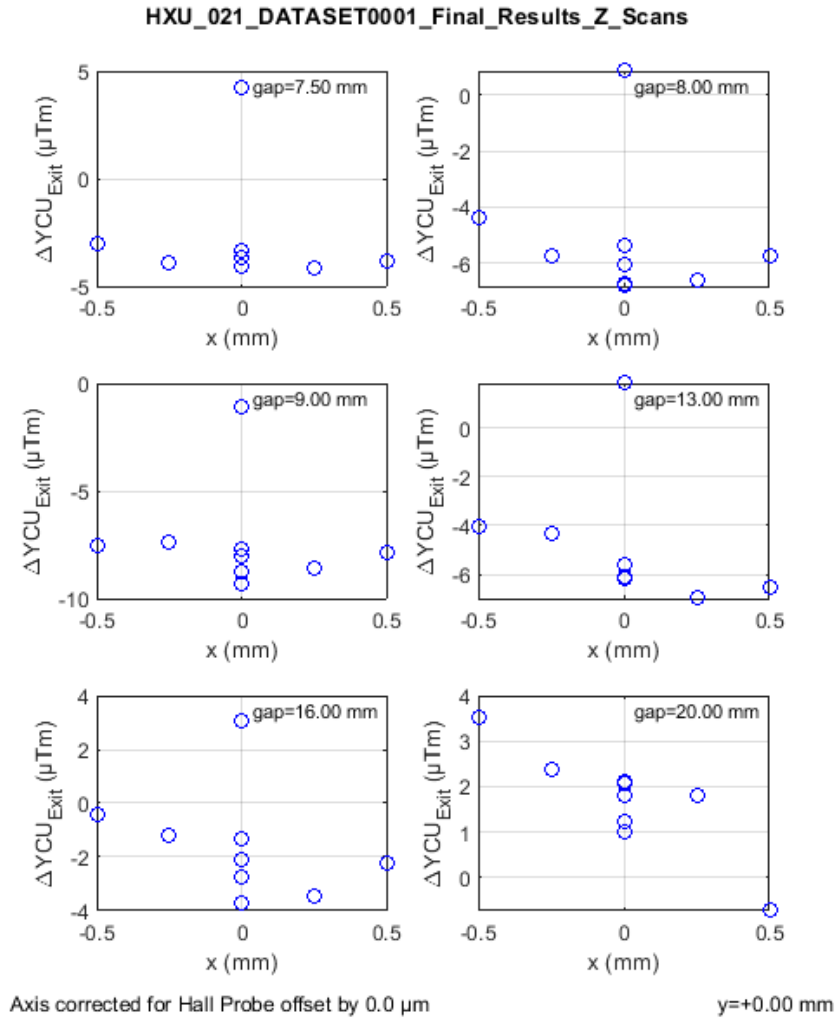 HXU_021_DATASET0001_Final_Results_Z_Scans
5
0
-5
-0.5
0
0.5
x (mm)
ΔYCU_Exit (μTm)
gap=7.50 mm
0
-2
-4
-6
-0.5
0
0.5
x (mm)
ΔYCU_Exit (μTm)
gap=8.00 mm
0
-5
-10
-0.5
0
0.5
x (mm)
ΔYCU_Exit (μTm)
gap=9.00 mm
0
-2
-4
-6
-0.5
0
0.5
x (mm)
ΔYCU_Exit (μTm)
gap=13.00 mm
4
2
0
-2
-4
-0.5
0
0.5
x (mm)
ΔYCU_Exit (μTm)
gap=16.00 mm
4
3
2
1
0
-0.5
0
0.5
x (mm)
ΔYCU_Exit (μTm)
gap=20.00 mm
Axis corrected for Hall Probe offset by 0.0 μm
y=+0.00 mm